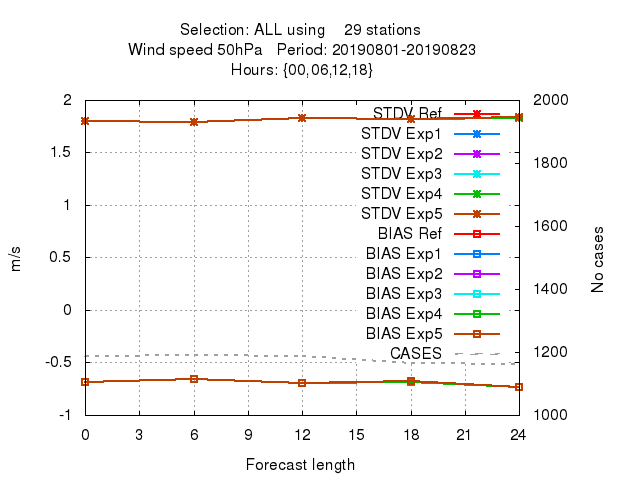 Selection: ALL using    29 stations
Wind speed 50hPa   Period: 20190801-20190823
Hours: {00,06,12,18}
2
1.5
1
0.5
0
-0.5
-1
m/s
2000
1800
1600
1400
1200
1000
No cases
STDV Ref
STDV Exp1
STDV Exp2
STDV Exp3
STDV Exp4
STDV Exp5
BIAS Ref
BIAS Exp1
BIAS Exp2
BIAS Exp3
BIAS Exp4
BIAS Exp5
CASES
0 3 6 9 12 15 18 21 24
Forecast length